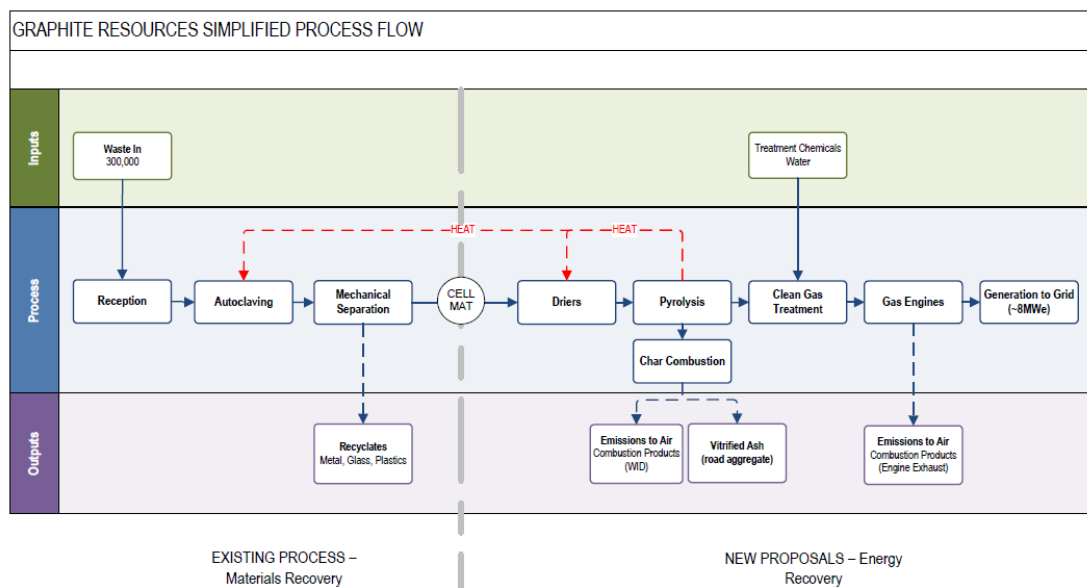 GRAPHITE RESOURCES SIMPLIFIED PROCESS FLOW
Inputs
Waste In
300,000
Treatment Chemicals
Water
Process
HEAT
HEAT
Reception
Autoclaving
Mechanical
Separation
CELL
MAT
Driers
Pyrolysis
Clean Gas
Treatment
Gas Engines
Generation to Grid
(~8MWe)
Char Combustion
Outputs
Recyclates
Metal, Glass, Plastics
Emissions to Air
Combustion Products
(WID)
Vitrified Ash
(road aggregate)
Emissions to Air
Combustion Products
(Engine Exhaust)
EXISTING PROCESS –
Materials Recovery
NEW PROPOSALS – Energy
Recovery